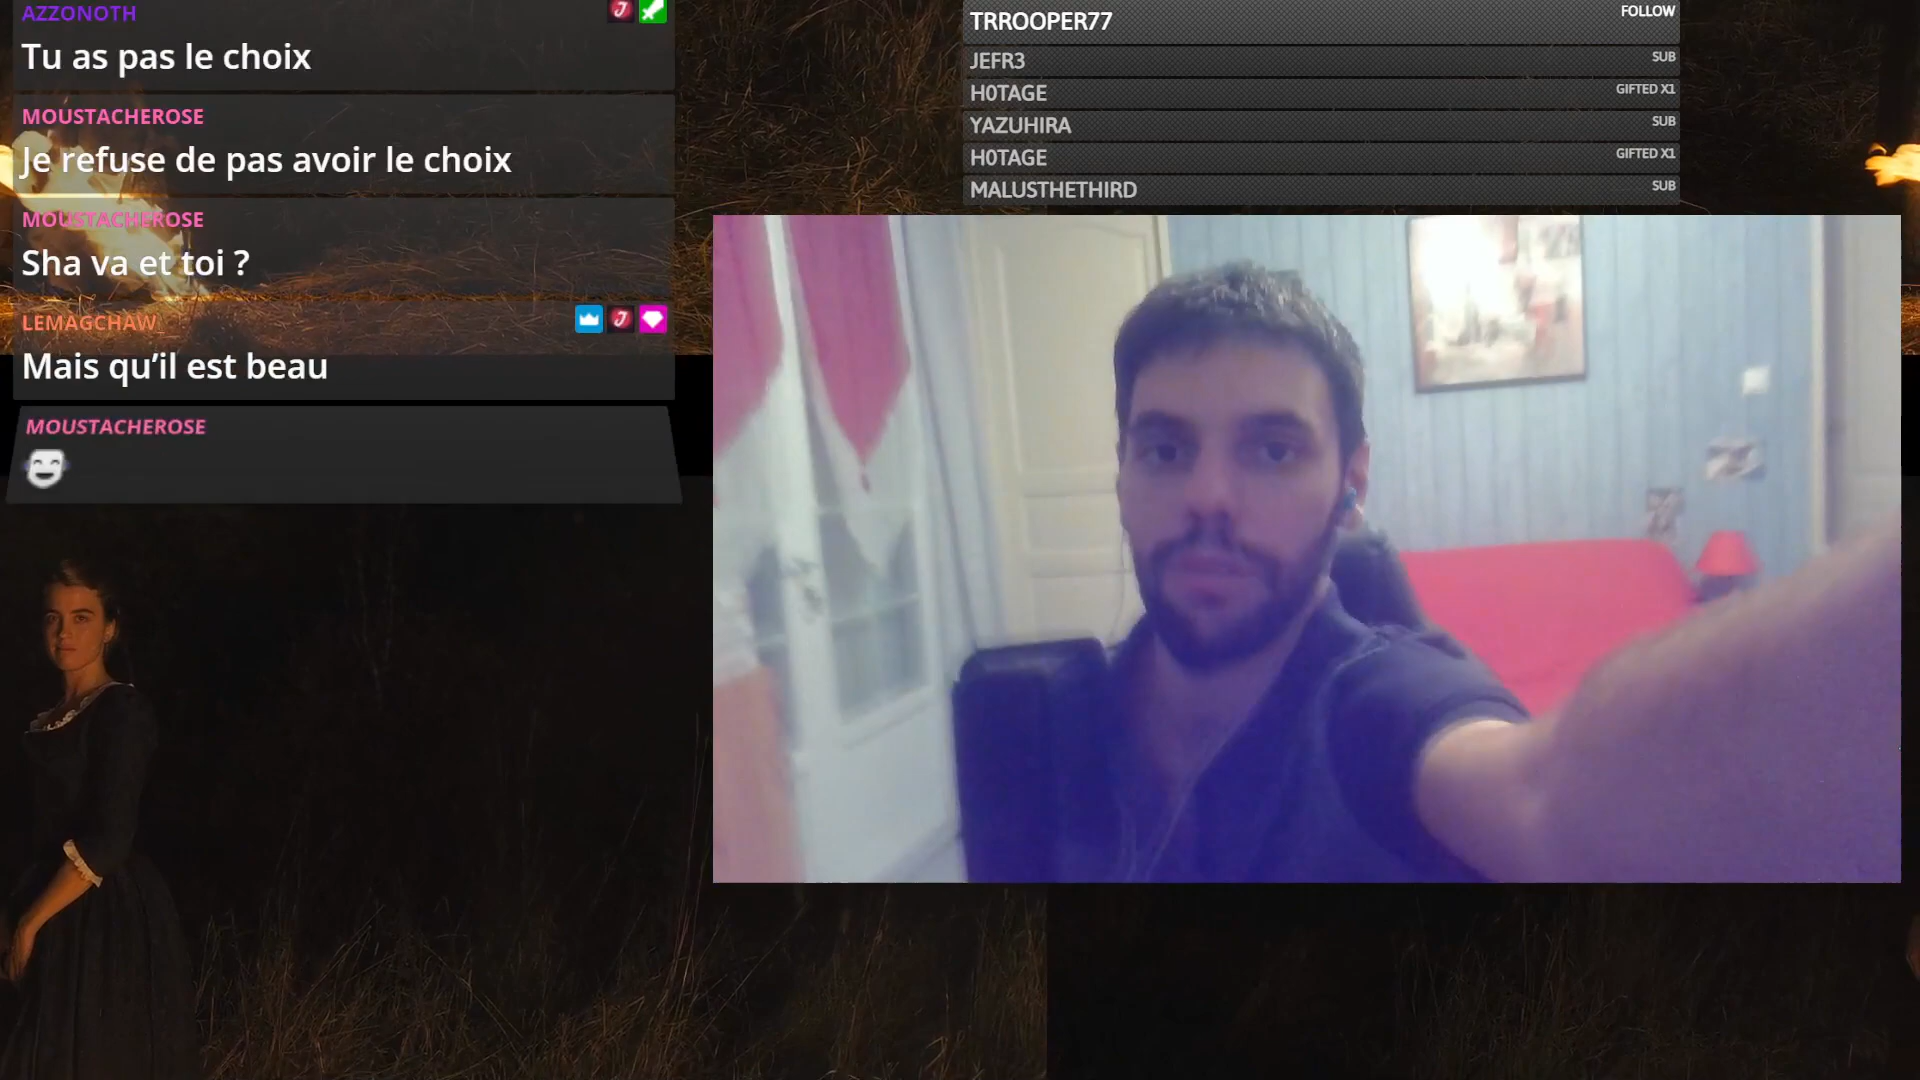 AZZONOTH
Tu as pas le choix
MOUSTACHEROSE
Je refuse de pas avoir le choix
MOUSTACHEROSE
Sha va et toi ?
LEMAGCHAW
Mais qu’il est beau
MOUSTACHEROSE
TRROOPER77 FOLLOW
JEFR3 SUB
H0TAGE GIFTED X1
YAZUHIRA SUB
H0TAGE GIFTED X1
MALUSTHETHIRD SUB